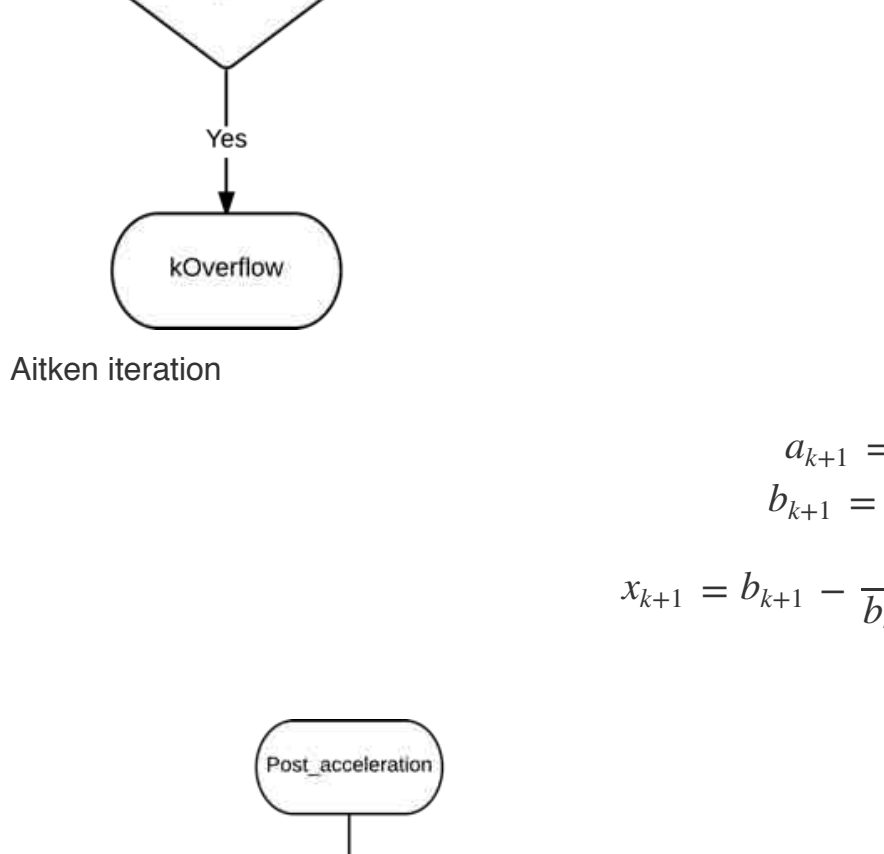 Yes
kOverflow
Aitken iteration
a_{k+1} =
b_{k+1} =
x_{k+1} = b_{k+1} − b
Post_acceleration